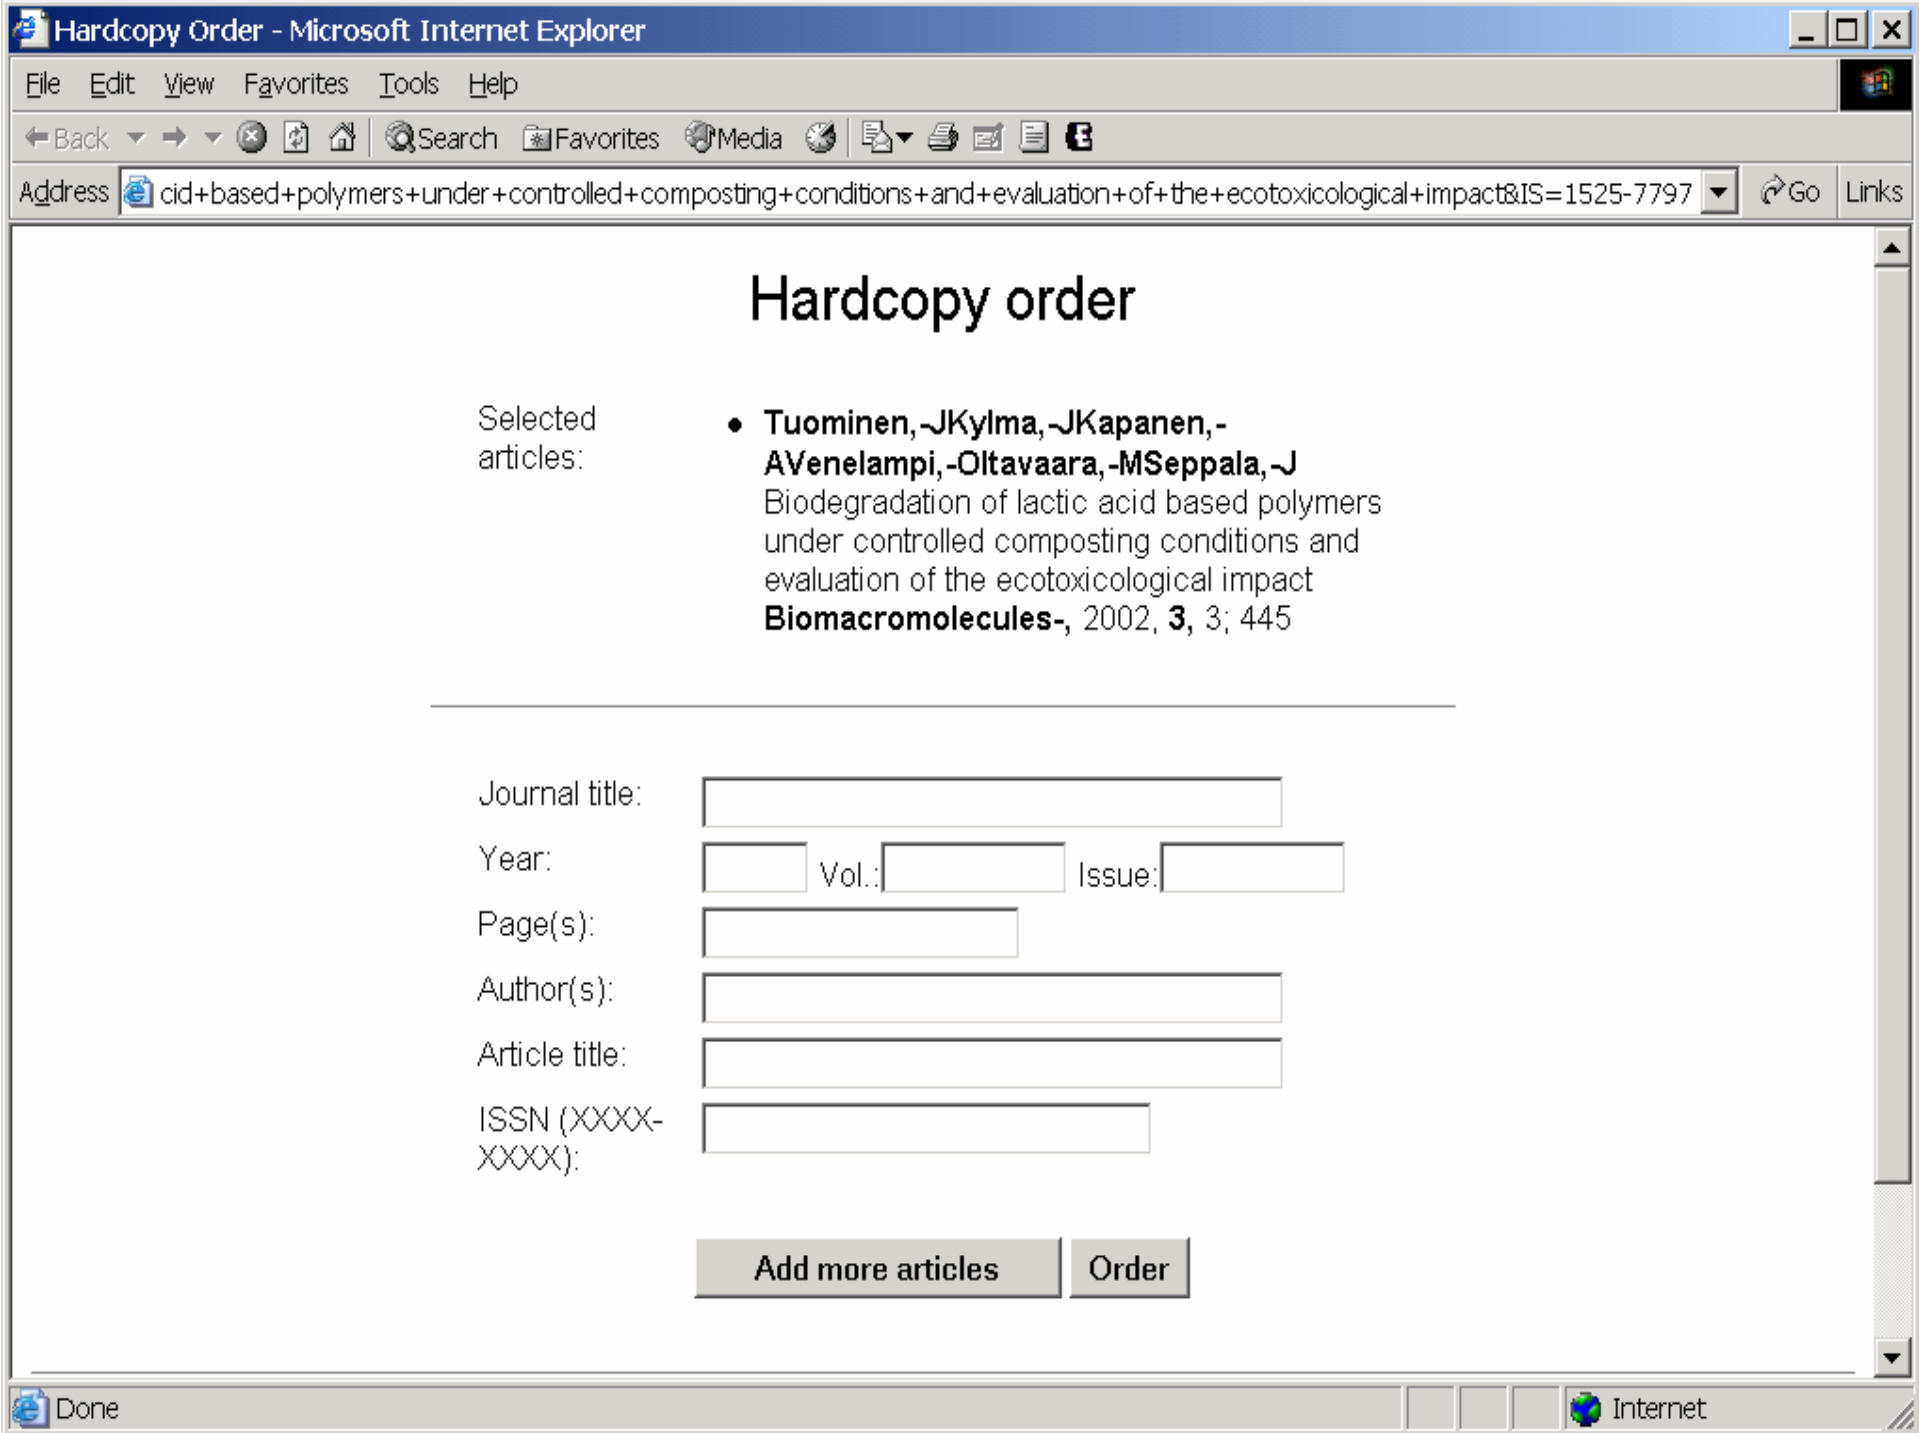 Hardcopy Order - Microsoft Internet Explorer
File Edit View Favorites Tools Help
Back Search Favorites Media
Address cid+based+polymers+under+controlled+composting+conditions+and+evaluation+of+the+ecotoxicological+impact&IS=1525-7797 Go Links
Hardcopy order
Selected
articles:
• Tuominen,-JKylma,-JKapanen,-
AVenelampi,-OItavaara,-MSeppala,-J
Biodegradation of lactic acid based polymers
under controlled composting conditions and
evaluation of the ecotoxicological impact
Biomacromolecules-, 2002, 3, 3; 445
Journal title:
Year: Vol.: Issue:
Page(s):
Author(s):
Article title:
ISSN (XXXX-
XXXX):
Add more articles Order
Done Internet